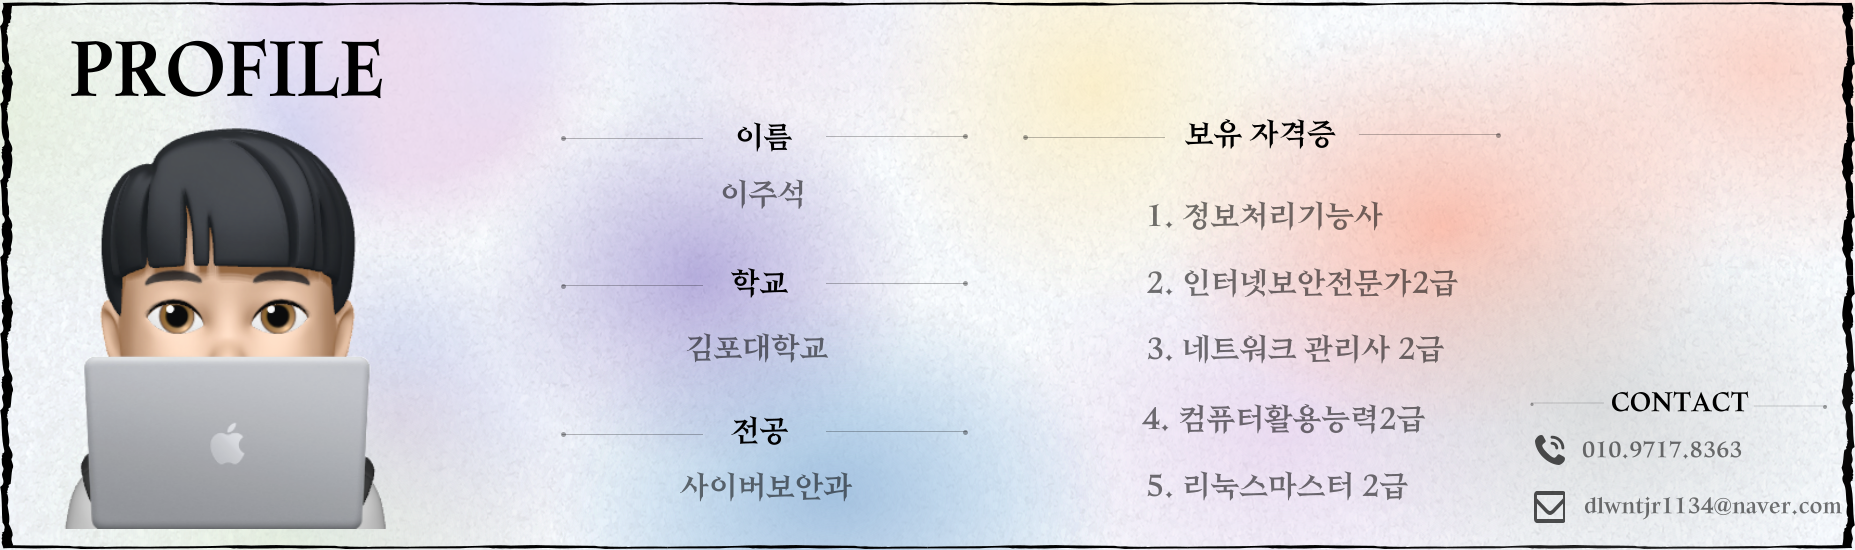 PROFILE
이름
이주석
학교
김포대학교
전공
사이버보안과
보유 자격증
1. 정보처리기능사
2. 인터넷보안전문가2급
3. 네트워크 관리사 2급
4. 컴퓨터활용능력2급
5. 리눅스마스터 2급
CONTACT
010.9717.8363
dlwntjr1134@naver.com